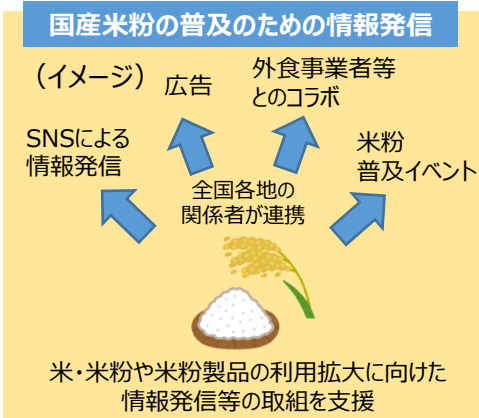 国産米粉の普及のための情報発信
（イメージ）
広告
外食事業者等
とのコラボ
SNSによる
情報発信
米粉
普及イベント
全国各地の
関係者が連携
米・米粉や米粉製品の利用拡大に向けた
情報発信等の取組を支援